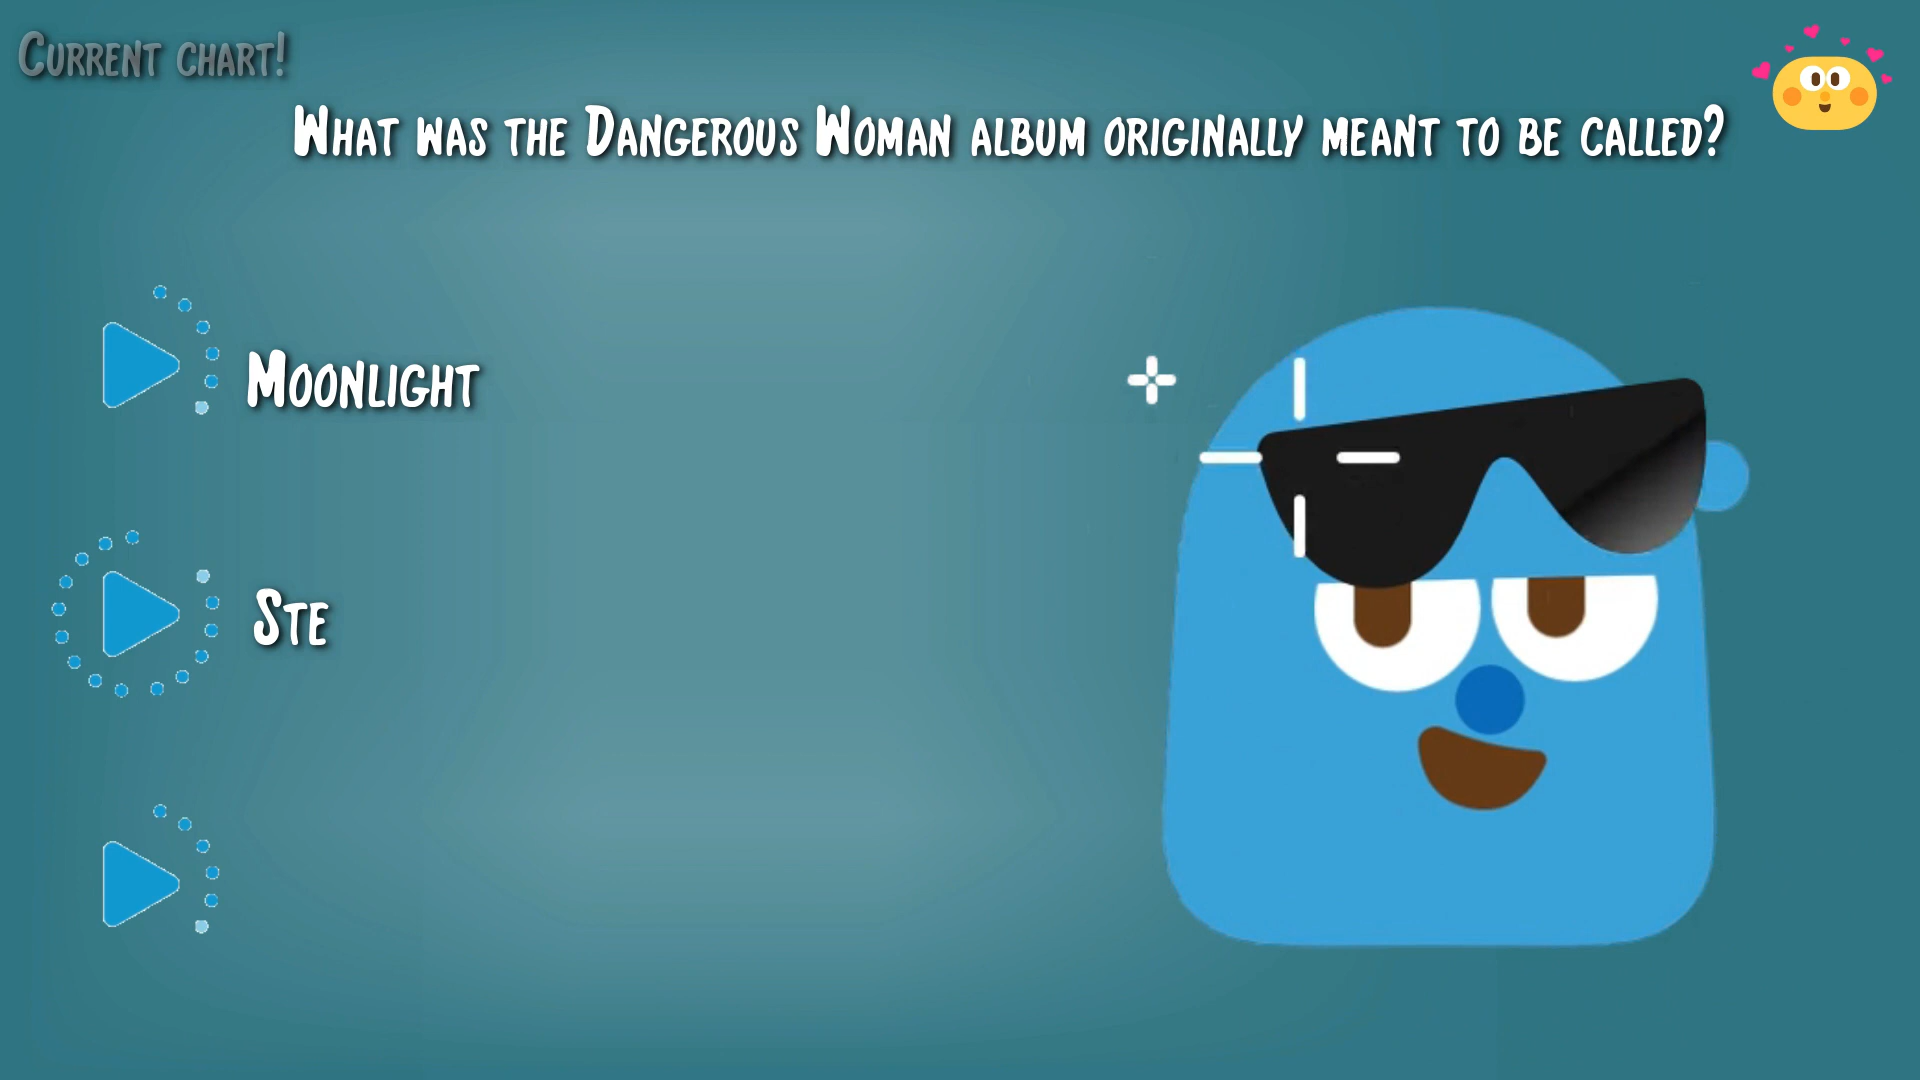 Current chart!
What was the Dangerous Woman album originally meant to be called?
Moonlight
Ste